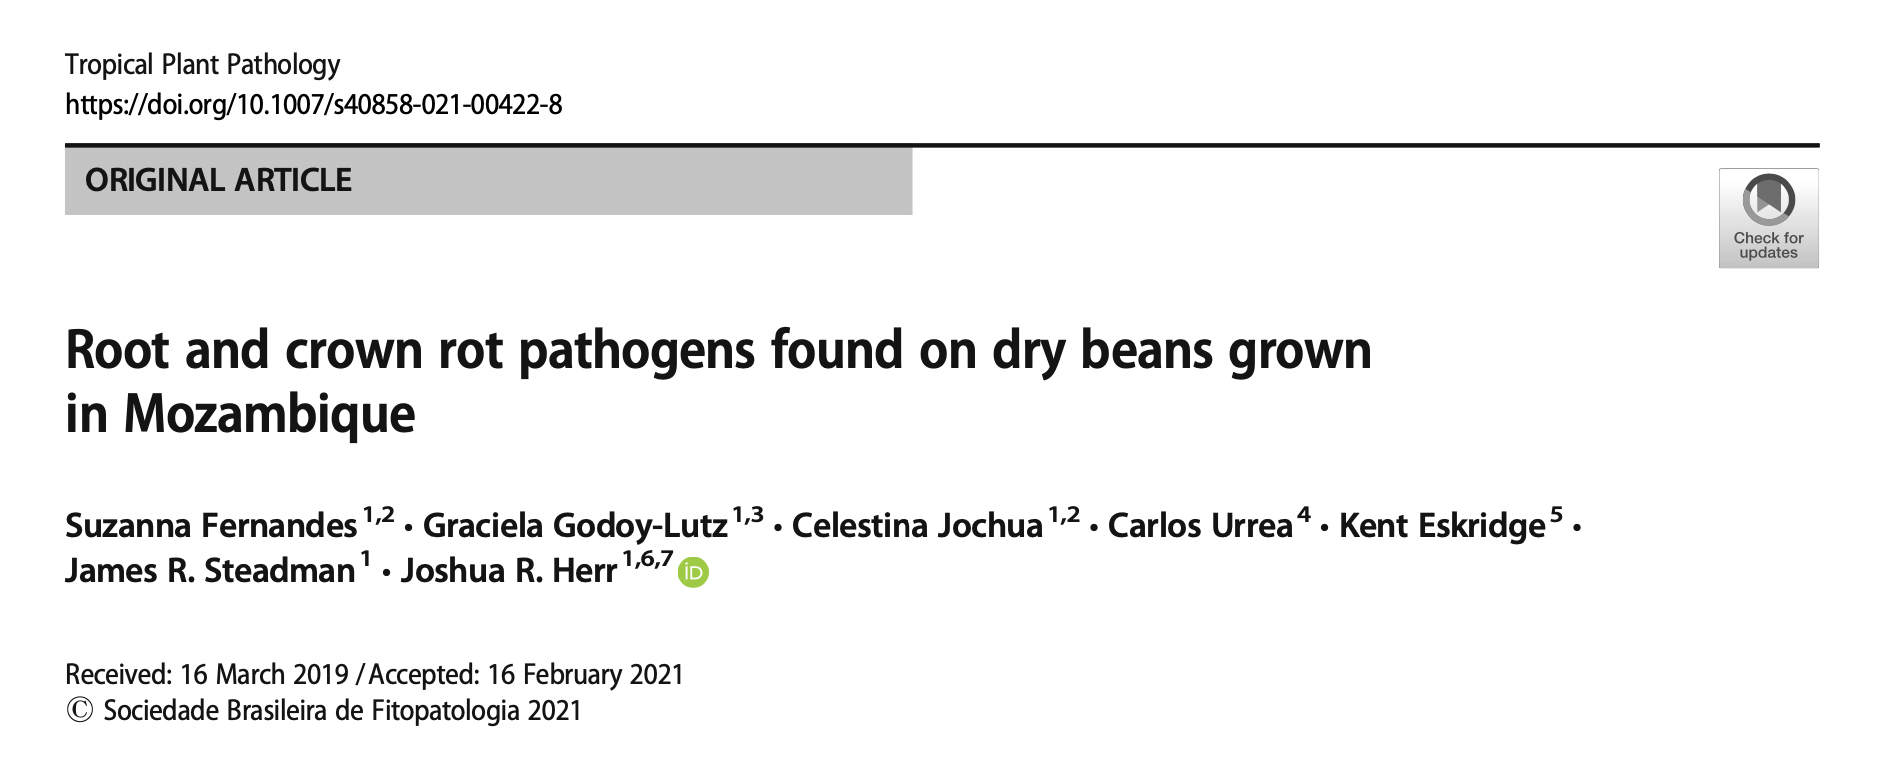 Tropical Plant Pathology
https://doi.org/10.1007/s40858-021-00422-8
ORIGINAL ARTICLE
Check for
updates
Root and crown rot pathogens found on dry beans grown
in Mozambique
Suzanna Fernandes 1,2 • Graciela Godoy-Lutz 1,3 • Celestina Jochua 1,2 • Carlos Urrea 4 • Kent Eskridge 5 •
James R. Steadman 1 • Joshua R. Herr 1,6,7 iD
Received: 16 March 2019 / Accepted: 16 February 2021
© Sociedade Brasileira de Fitopatologia 2021